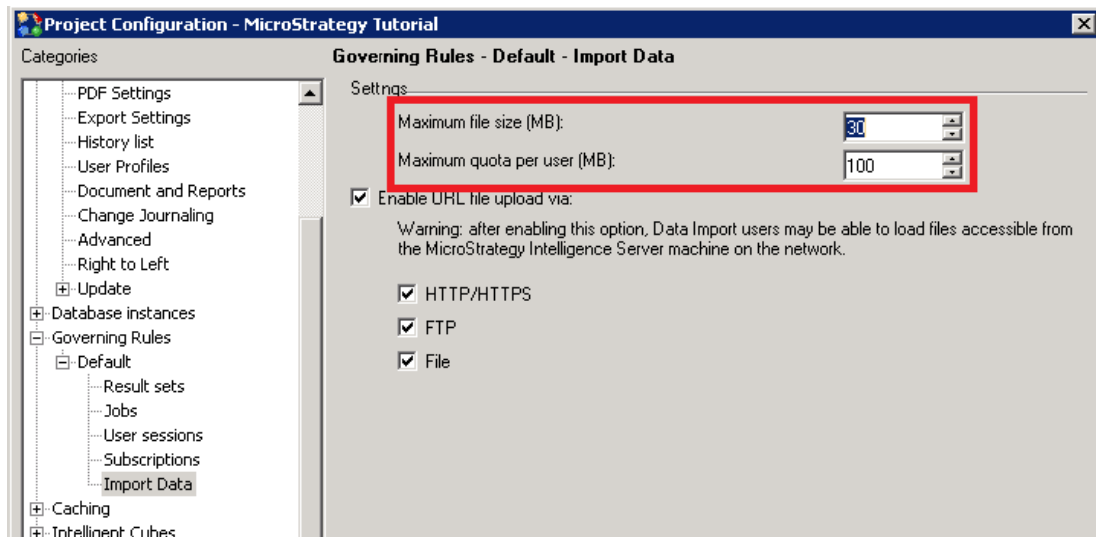 Project Configuration - MicroStrategy Tutorial
Categories
PDF Settings
Export Settings
History list
User Profiles
Document and Reports
Change Journaling
Advanced
Right to Left
Update
Database instances
Governing Rules
Default
Result sets
Jobs
User sessions
Subscriptions
Import Data
Caching
Intelligent Cubes
Governing Rules - Default - Import Data
Settngs
Maximum file size (MB): 30
Maximum quota per user (MB): 100
Enable URL file upload via:
Warning: after enabling this option, Data Import users may be able to load files accessible from
the MicroStrategy Intelligence Server machine on the network.
HTTP/HTTPS
FTP
File